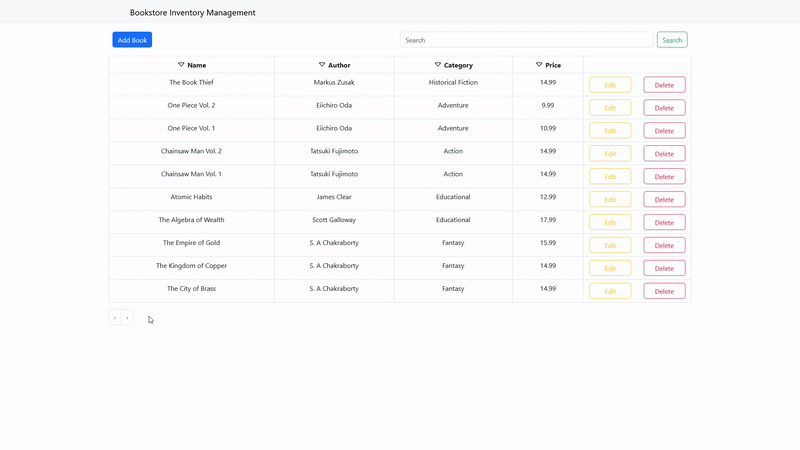 Bookstore Inventory Management
Add Book
Search Search
Name Author Category Price
The Book Thief Markus Zusak Historical Fiction 14.99 Edit Delete
One Piece Vol. 2 Eiichiro Oda Adventure 9.99 Edit Delete
One Piece Vol. 1 Eiichiro Oda Adventure 10.99 Edit Delete
Chainsaw Man Vol. 2 Tatsuki Fujimoto Action 14.99 Edit Delete
Chainsaw Man Vol. 1 Tatsuki Fujimoto Action 14.99 Edit Delete
Atomic Habits James Clear Educational 12.99 Edit Delete
The Algebra of Wealth Scott Galloway Educational 17.99 Edit Delete
The Empire of Gold S. A Chakraborty Fantasy 15.99 Edit Delete
The Kingdom of Copper S. A Chakraborty Fantasy 14.99 Edit Delete
The City of Brass S. A Chakraborty Fantasy 14.99 Edit Delete